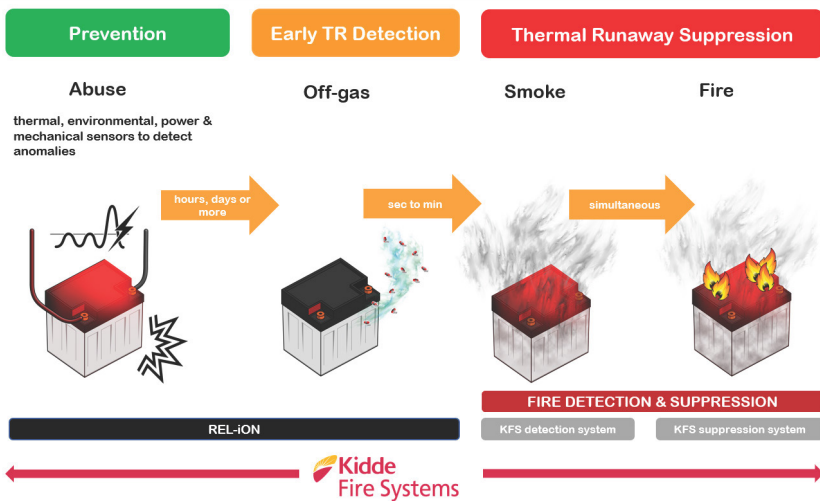 Prevention
Early TR Detection
Thermal Runaway Suppression
Abuse
Off-gas
Smoke
Fire
thermal, environmental, power &
mechanical sensors to detect
anomalies
hours, days or
more
sec to min
simultaneous
FIRE DETECTION & SUPPRESSION
REL-iON
KFS detection system
KFS suppression system
Kidde
Fire Systems